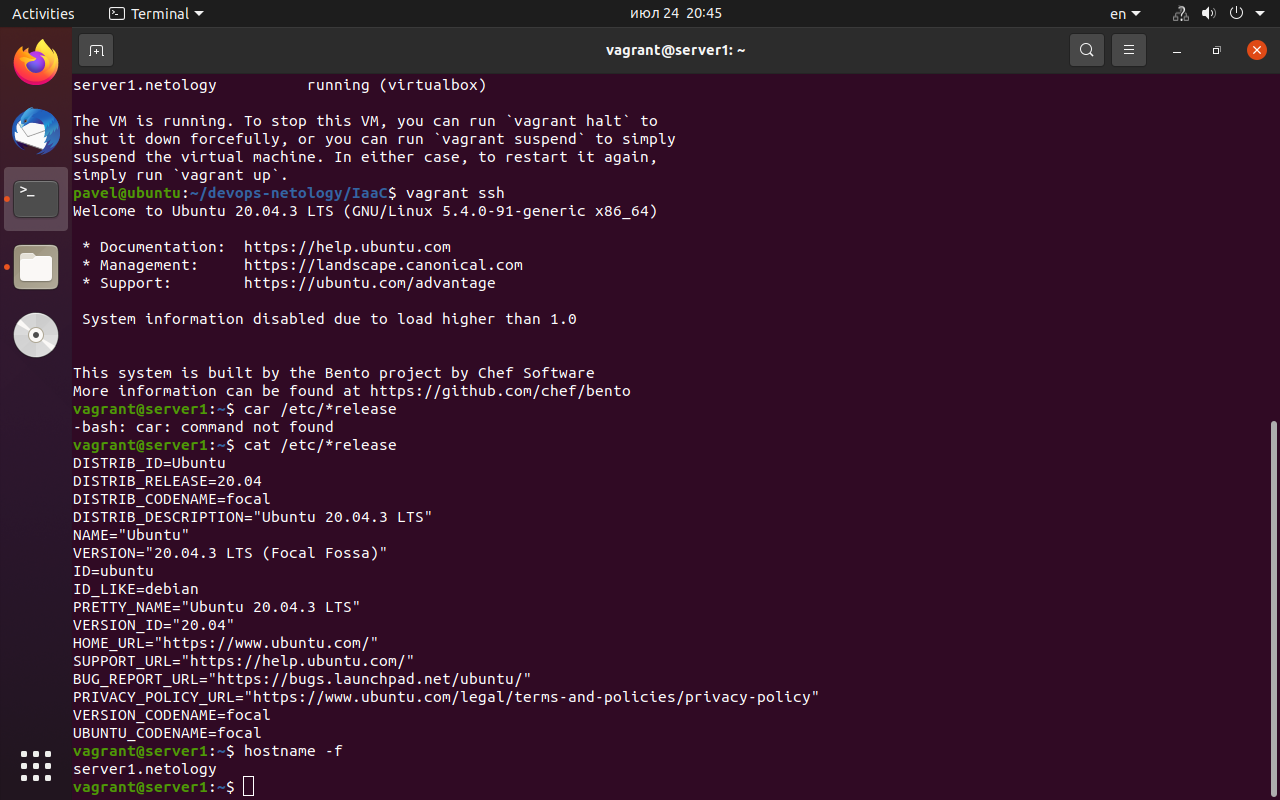 Activities Terminal июл 24 20:45 en
vagrant@server1: ~
server1.netology          running (virtualbox)
The VM is running. To stop this VM, you can run `vagrant halt` to
shut it down forcefully, or you can run `vagrant suspend` to simply
suspend the virtual machine. In either case, to restart it again,
simply run `vagrant up`.
pavel@ubuntu:~/devops-netology/IaaC$ vagrant ssh
Welcome to Ubuntu 20.04.3 LTS (GNU/Linux 5.4.0-91-generic x86_64)
 * Documentation:  https://help.ubuntu.com
 * Management:     https://landscape.canonical.com
 * Support:        https://ubuntu.com/advantage
 System information disabled due to load higher than 1.0
This system is built by the Bento project by Chef Software
More information can be found at https://github.com/chef/bento
vagrant@server1:~$ car /etc/*release
-bash: car: command not found
vagrant@server1:~$ cat /etc/*release
DISTRIB_ID=Ubuntu
DISTRIB_RELEASE=20.04
DISTRIB_CODENAME=focal
DISTRIB_DESCRIPTION="Ubuntu 20.04.3 LTS"
NAME="Ubuntu"
VERSION="20.04.3 LTS (Focal Fossa)"
ID=ubuntu
ID_LIKE=debian
PRETTY_NAME="Ubuntu 20.04.3 LTS"
VERSION_ID="20.04"
HOME_URL="https://www.ubuntu.com/"
SUPPORT_URL="https://help.ubuntu.com/"
BUG_REPORT_URL="https://bugs.launchpad.net/ubuntu/"
PRIVACY_POLICY_URL="https://www.ubuntu.com/legal/terms-and-policies/privacy-policy"
VERSION_CODENAME=focal
UBUNTU_CODENAME=focal
vagrant@server1:~$ hostname -f
server1.netology
vagrant@server1:~$